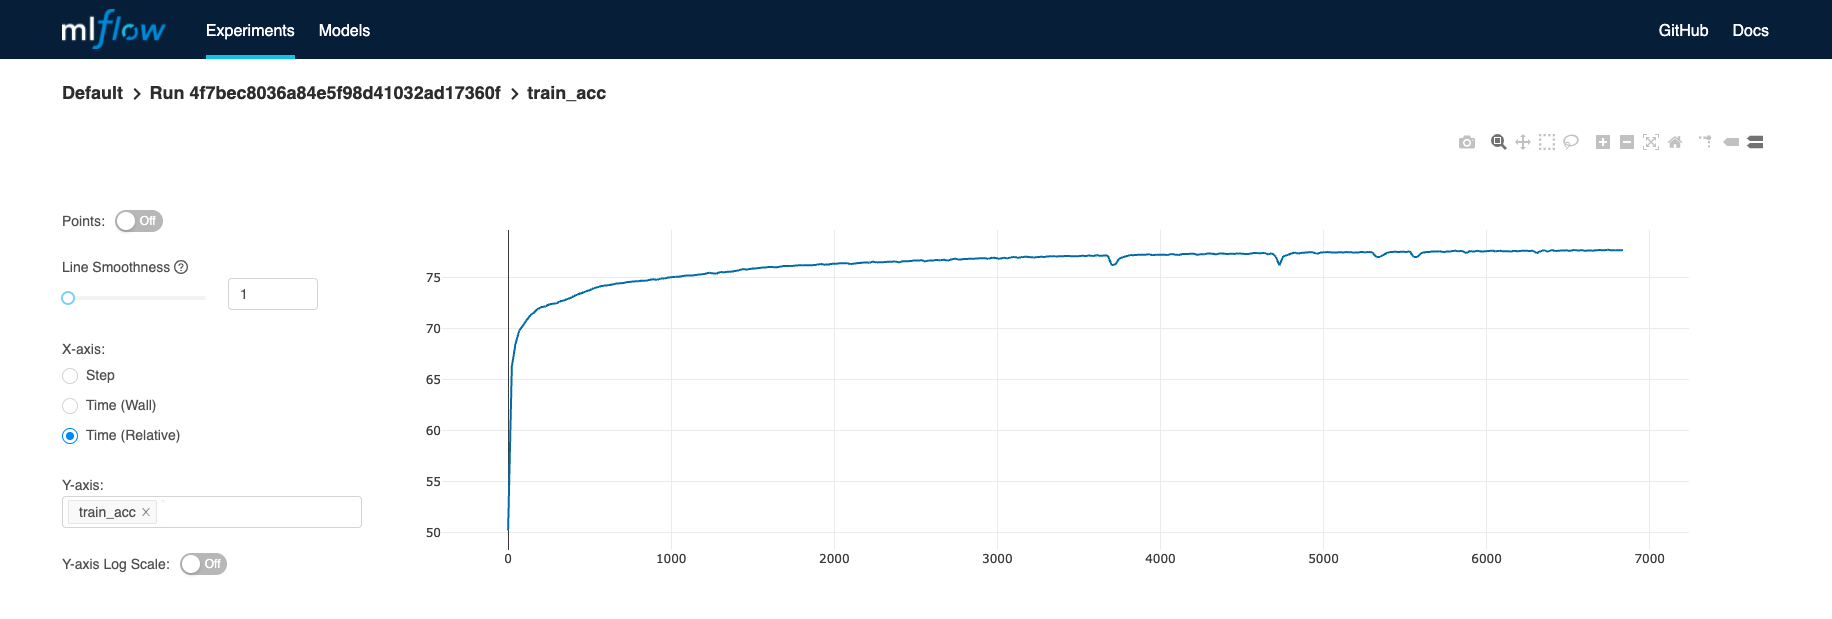 mlflow Experiments Models GitHub Docs
Default > Run 4f7bec8036a84e5f98d41032ad17360f > train_acc
Points: Off
Line Smoothness ?
1
X-axis:
Step
Time (Wall)
Time (Relative)
Y-axis:
train_acc ×
Y-axis Log Scale: Off
75
70
65
60
55
50
0 1000 2000 3000 4000 5000 6000 7000